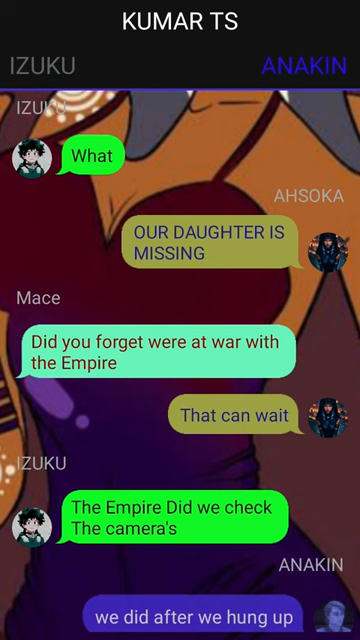 KUMAR TS
IZUKU ANAKIN
IZUKU
What
AHSOKA
OUR DAUGHTER IS
MISSING
Mace
Did you forget were at war with
the Empire
That can wait
IZUKU
The Empire Did we check
The camera's
ANAKIN
we did after we hung up